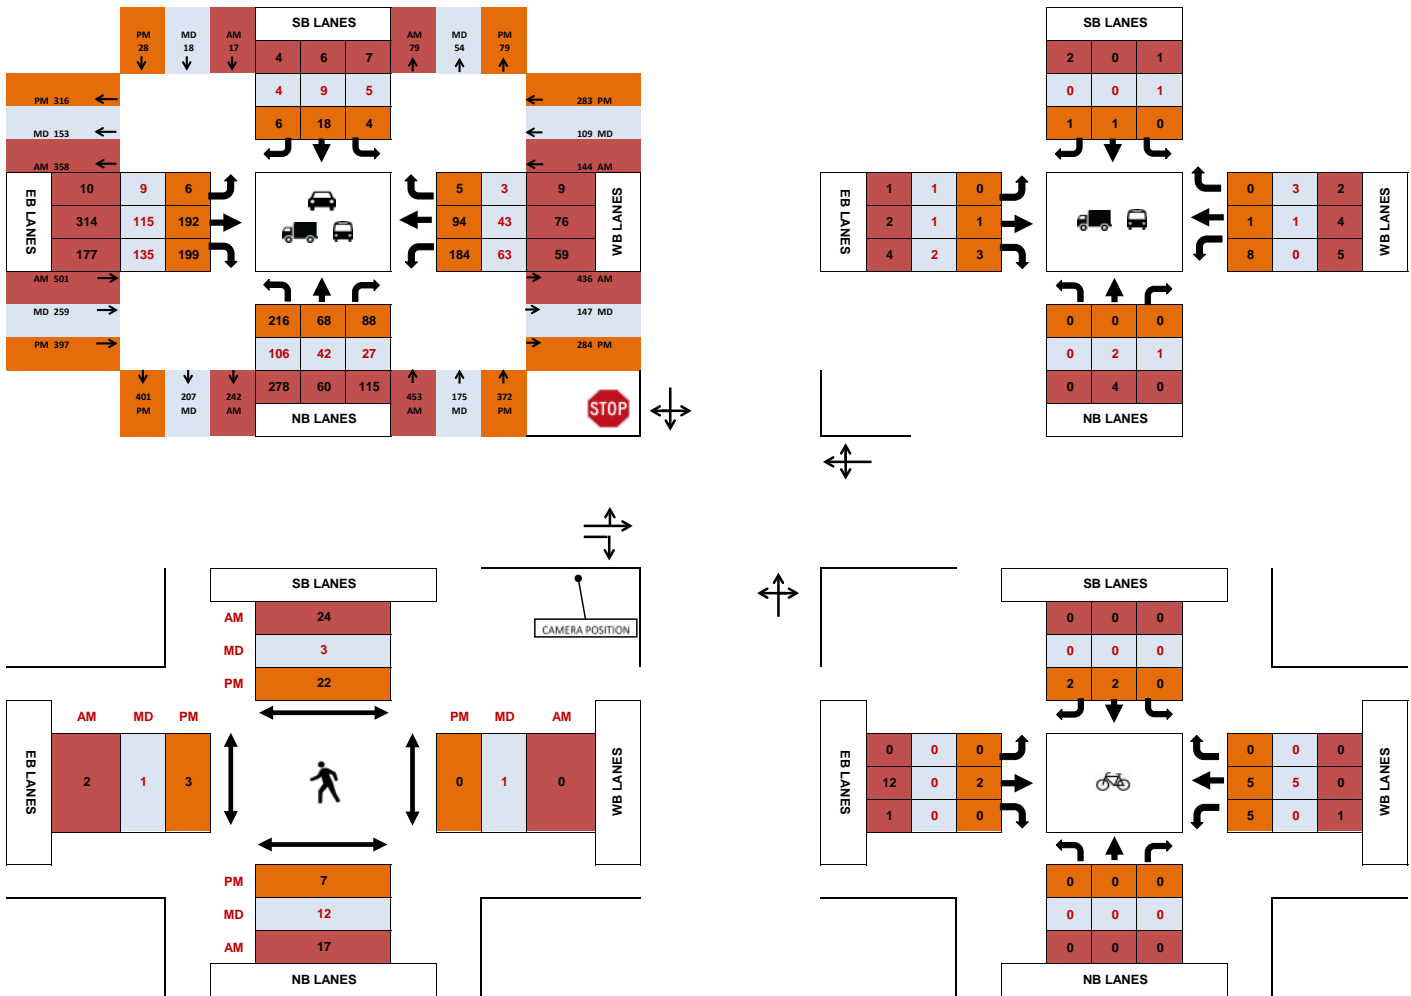 SB LANES
PM MD AM
28 18 17
AM MD PM
79 54 79
4 6 7
4 9 5
6 18 4
PM 316
MD 153
AM 358
283 PM
109 MD
144 AM
EB LANES
10 9 6
314 115 192
177 135 199
5 3 9
94 43 76
184 63 59
WB LANES
AM 501
MD 259
PM 397
436 AM
147 MD
284 PM
216 68 88
106 42 27
278 60 115
401 207 242
PM MD AM
453 175 372
AM MD PM
NB LANES
STOP
SB LANES
2 0 1
0 0 1
1 1 0
EB LANES
1 1 0
2 1 1
4 2 3
0 3 2
1 1 4
8 0 5
WB LANES
0 0 0
0 2 1
0 4 0
NB LANES
CAMERA POSITION
SB LANES
AM 24
MD 3
PM 22
EB LANES
AM MD PM
2 1 3
PM MD AM
0 1 0
WB LANES
PM 7
MD 12
AM 17
NB LANES
SB LANES
0 0 0
0 0 0
2 2 0
EB LANES
0 0 0
12 0 2
1 0 0
0 0 0
5 5 0
5 0 1
WB LANES
0 0 0
0 0 0
0 0 0
NB LANES